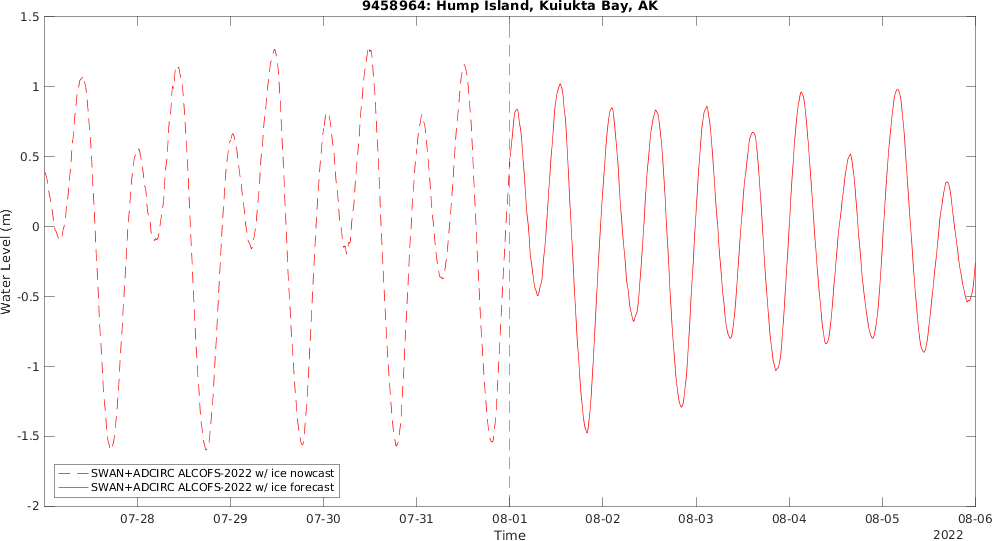 9458964: Hump Island, Kuiukta Bay, AK
1.5
1
0.5
0
-0.5
-1
-1.5
-2
Water Level (m)
SWAN+ADCIRC ALCOFS-2022 w/ ice nowcast
SWAN+ADCIRC ALCOFS-2022 w/ ice forecast
07-28 07-29 07-30 07-31 08-01 08-02 08-03 08-04 08-05 08-06
Time
2022